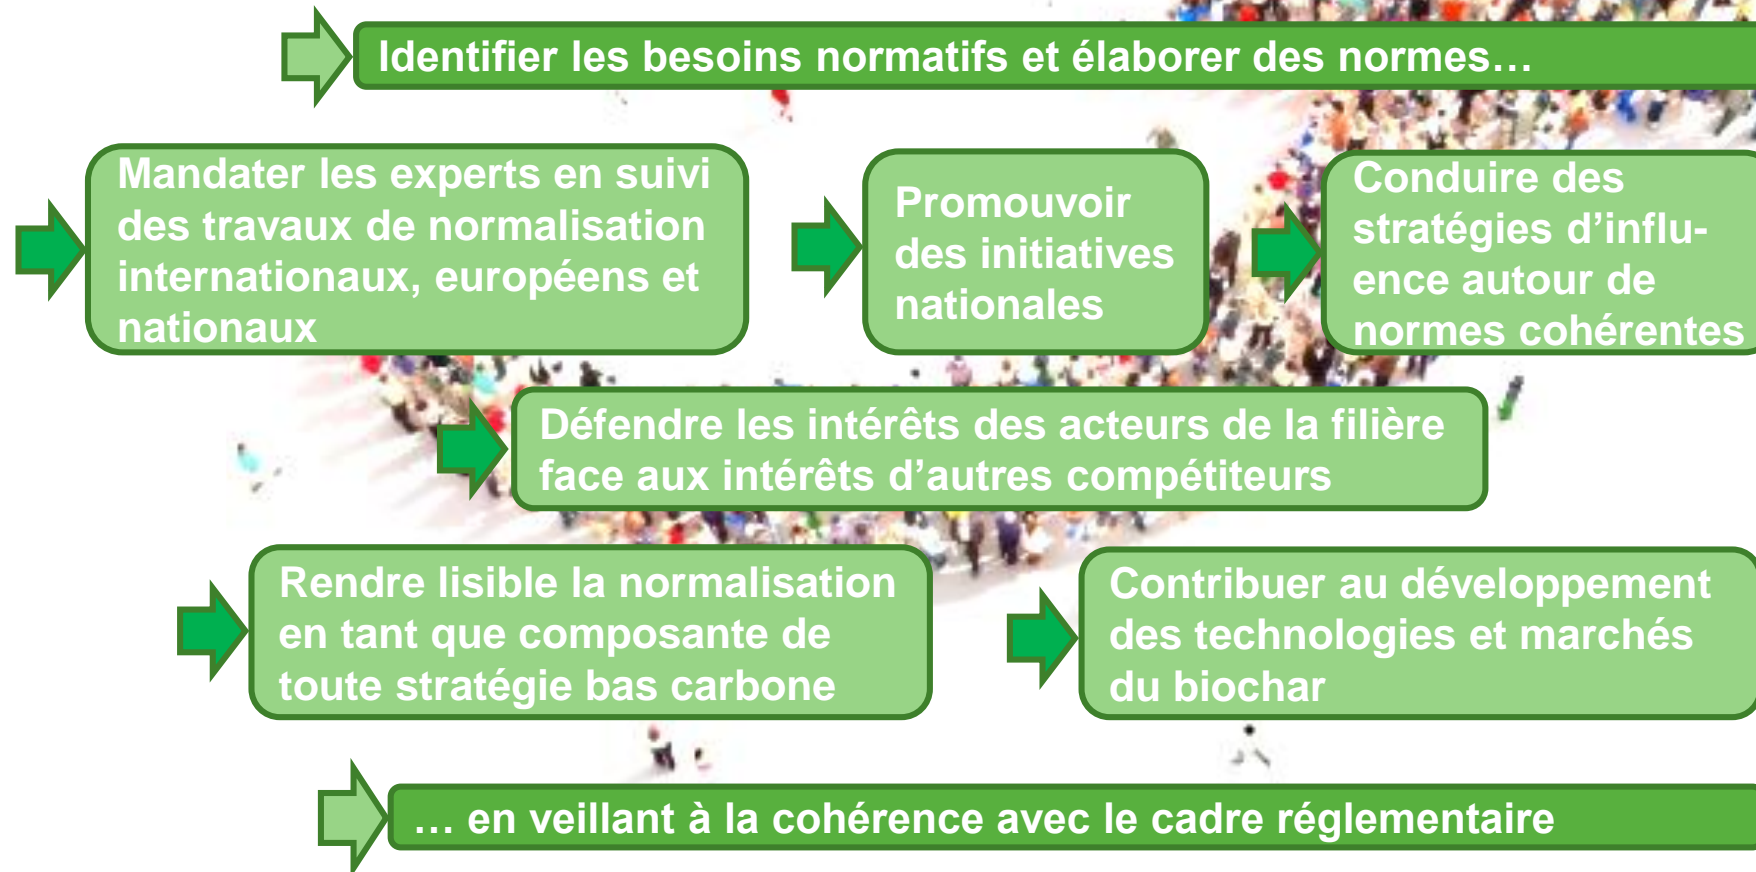 Identifier les besoins normatifs et élaborer des normes…
Mandater les experts en suivi
des travaux de normalisation
internationaux, européens et
nationaux
Promouvoir
des initiatives
nationales
Conduire des
stratégies d’influ-
ence autour de
normes cohérentes
Défendre les intérêts des acteurs de la filière
face aux intérêts d’autres compétiteurs
Rendre lisible la normalisation
en tant que composante de
toute stratégie bas carbone
Contribuer au développement
des technologies et marchés
du biochar
… en veillant à la cohérence avec le cadre réglementaire